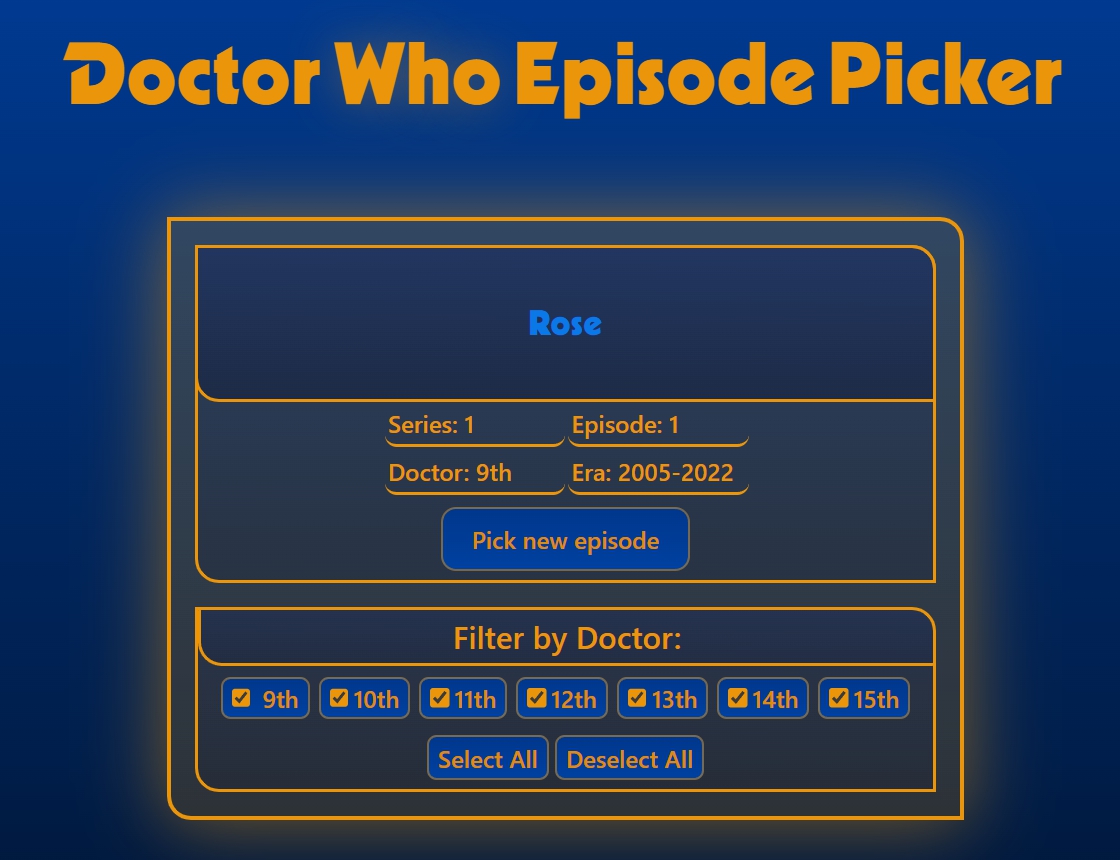 Doctor Who Episode Picker
Rose
Series: 1 Episode: 1
Doctor: 9th Era: 2005-2022
Pick new episode
Filter by Doctor:
9th 10th 11th 12th 13th 14th 15th
Select All Deselect All